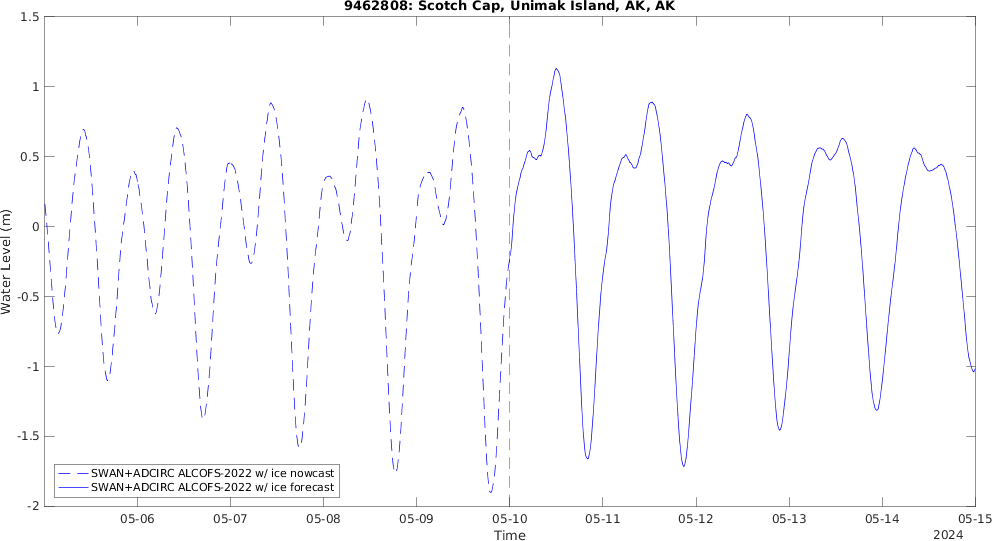 9462808: Scotch Cap, Unimak Island, AK, AK
1.5
1
0.5
0
-0.5
-1
-1.5
-2
Water Level (m)
SWAN+ADCIRC ALCOFS-2022 w/ ice nowcast
SWAN+ADCIRC ALCOFS-2022 w/ ice forecast
05-06 05-07 05-08 05-09 05-10 05-11 05-12 05-13 05-14 05-15
Time
2024